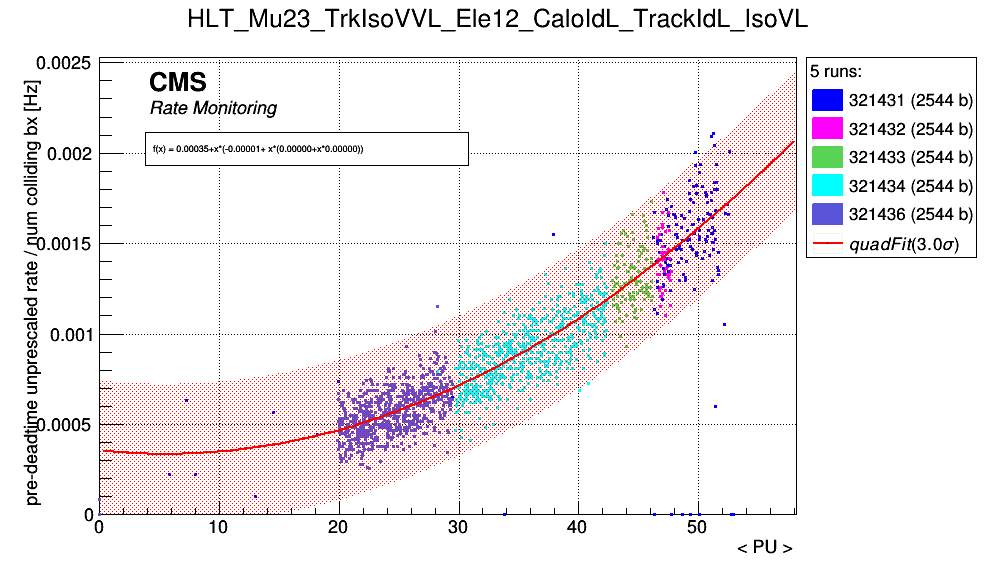 HLT_Mu23_TrkIsoVVL_Ele12_CaloIdL_TrackIdL_IsoVL
pre-deadtime unprescaled rate / num colliding bx [Hz]
0.0025
0.002
0.0015
0.001
0.0005
0
CMS
Rate Monitoring
f(x) = 0.00035+x*(-0.00001+ x*(0.00000+x*0.00000))
0 10 20 30 40 50
< PU >
5 runs:
321431 (2544 b)
321432 (2544 b)
321433 (2544 b)
321434 (2544 b)
321436 (2544 b)
quadFit(3.0σ)